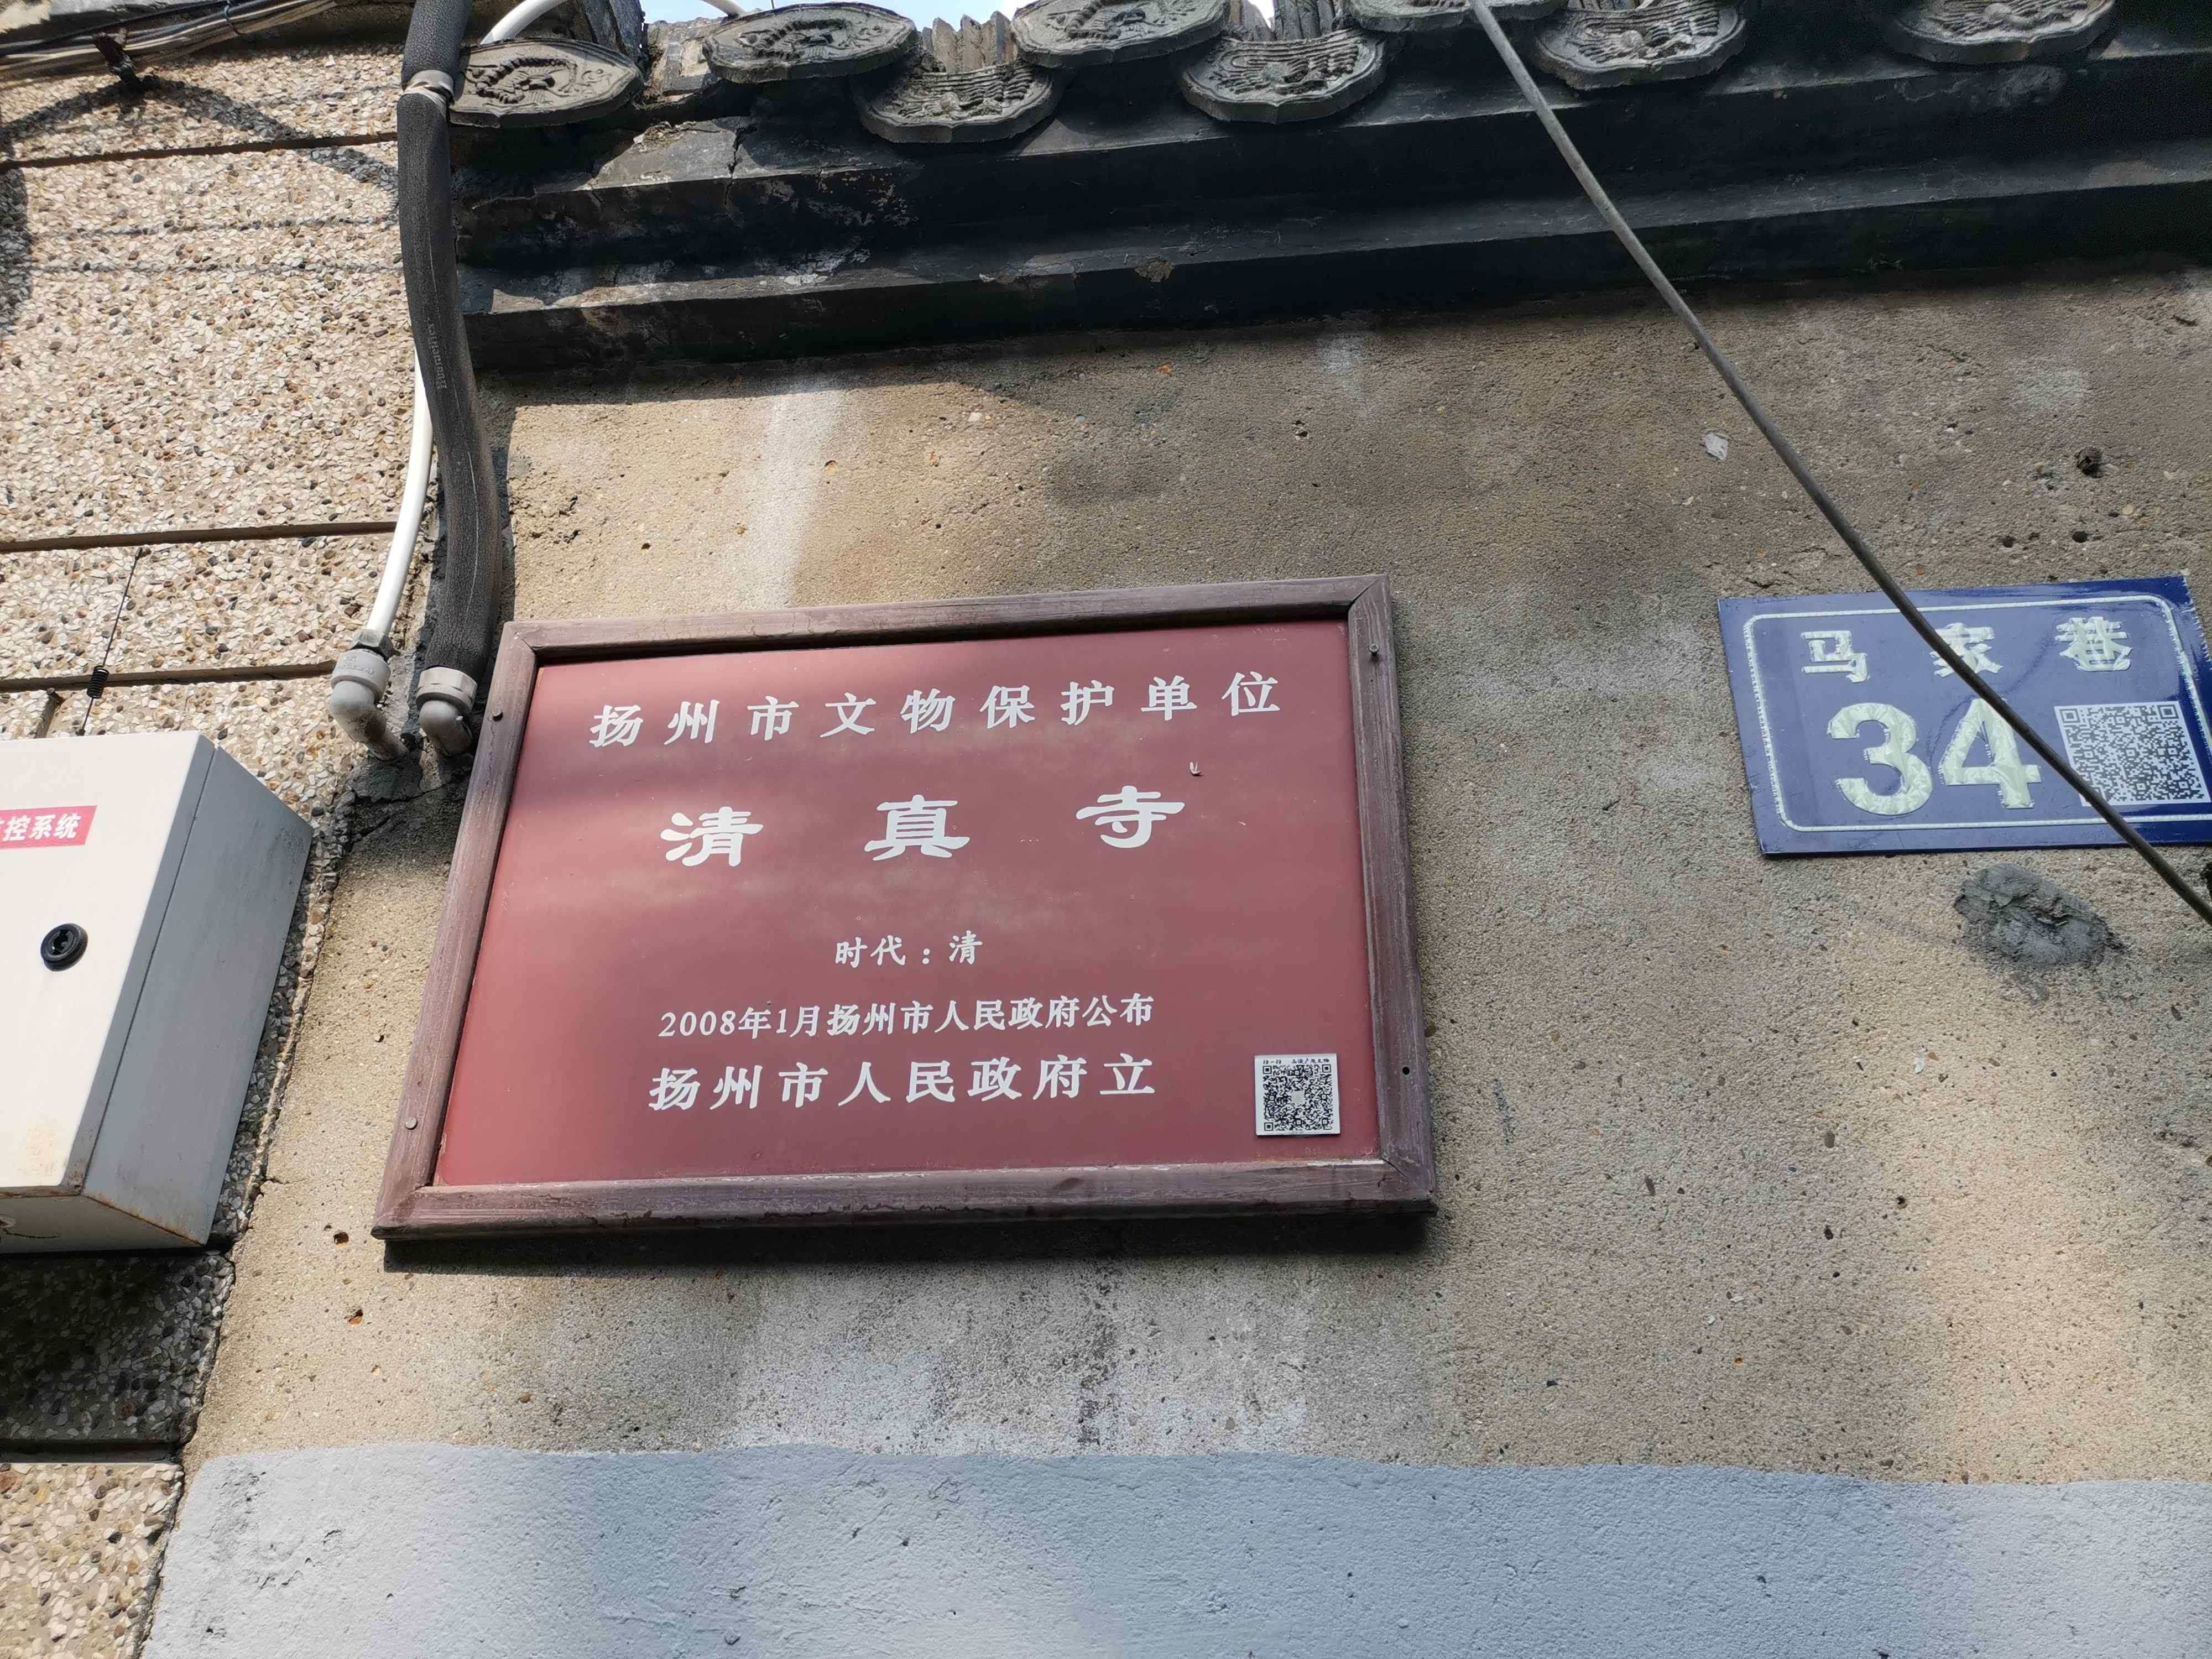 扬州市文物保护单位
清真寺
时代：清
2008年1月扬州市人民政府公布
扬州市人民政府立
马家巷
34
控系统